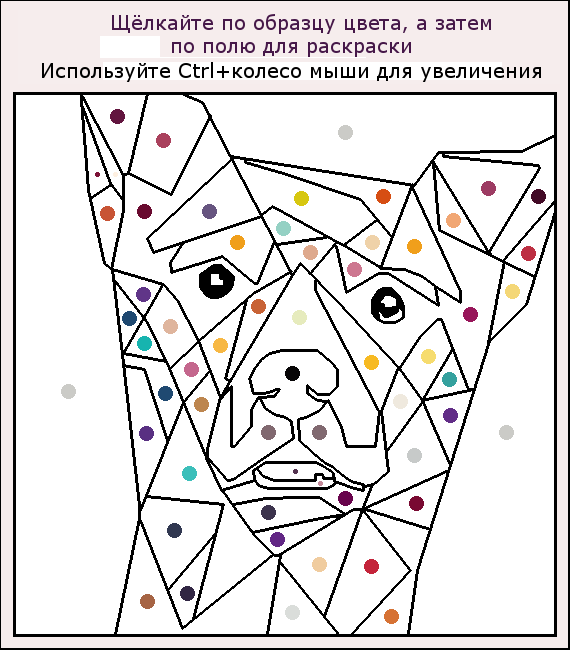 Щёлкайте по образцу цвета, а затем
по полю для раскраски
Используйте Ctrl+колесо мыши для увеличения